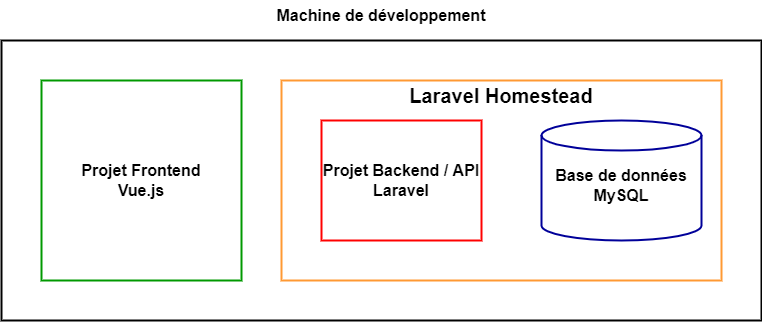 Machine de développement
Laravel Homestead
Projet Frontend
Vue.js
Projet Backend / API
Laravel
Base de données
MySQL